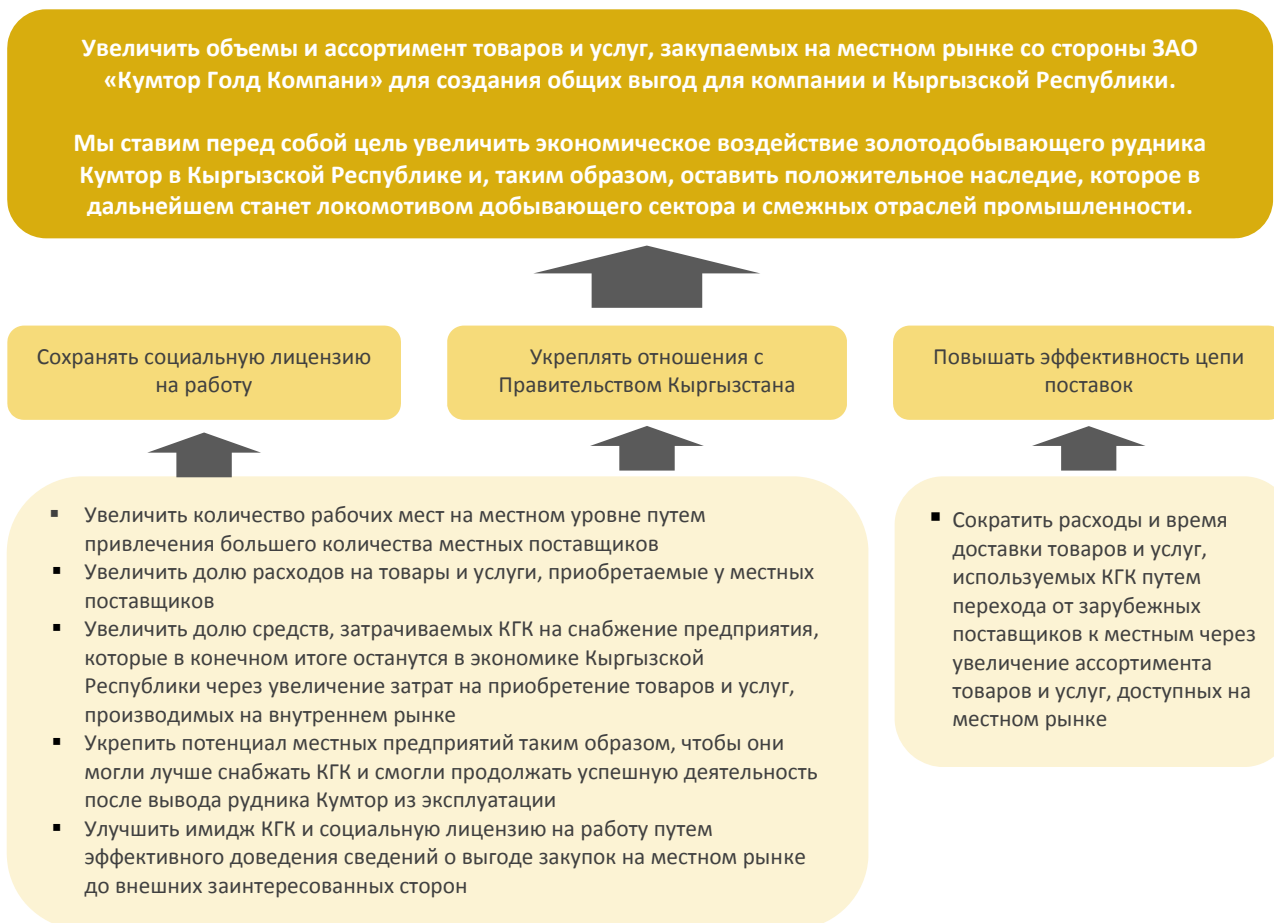 Увеличить объемы и ассортимент товаров и услуг, закупаемых на местном рынке со стороны ЗАО
«Кумтор Голд Компани» для создания общих выгод для компании и Кыргызской Республики.
Мы ставим перед собой цель увеличить экономическое воздействие золотодобывающего рудника
Кумтор в Кыргызской Республике и, таким образом, оставить положительное наследие, которое в
дальнейшем станет локомотивом добывающего сектора и смежных отраслей промышленности.
Сохранять социальную лицензию
на работу
Укреплять отношения с
Правительством Кыргызстана
Повышать эффективность цепи
поставок
▪ Увеличить количество рабочих мест на местном уровне путем
привлечения большего количества местных поставщиков
▪ Увеличить долю расходов на товары и услуги, приобретаемые у местных
поставщиков
▪ Увеличить долю средств, затрачиваемых КГК на снабжение предприятия,
которые в конечном итоге останутся в экономике Кыргызской
Республики через увеличение затрат на приобретение товаров и услуг,
производимых на внутреннем рынке
▪ Укрепить потенциал местных предприятий таким образом, чтобы они
могли лучше снабжать КГК и смогли продолжать успешную деятельность
после вывода рудника Кумтор из эксплуатации
▪ Улучшить имидж КГК и социальную лицензию на работу путем
эффективного доведения сведений о выгоде закупок на местном рынке
до внешних заинтересованных сторон
▪ Сократить расходы и время
доставки товаров и услуг,
используемых КГК путем
перехода от зарубежных
поставщиков к местным через
увеличение ассортимента
товаров и услуг, доступных на
местном рынке